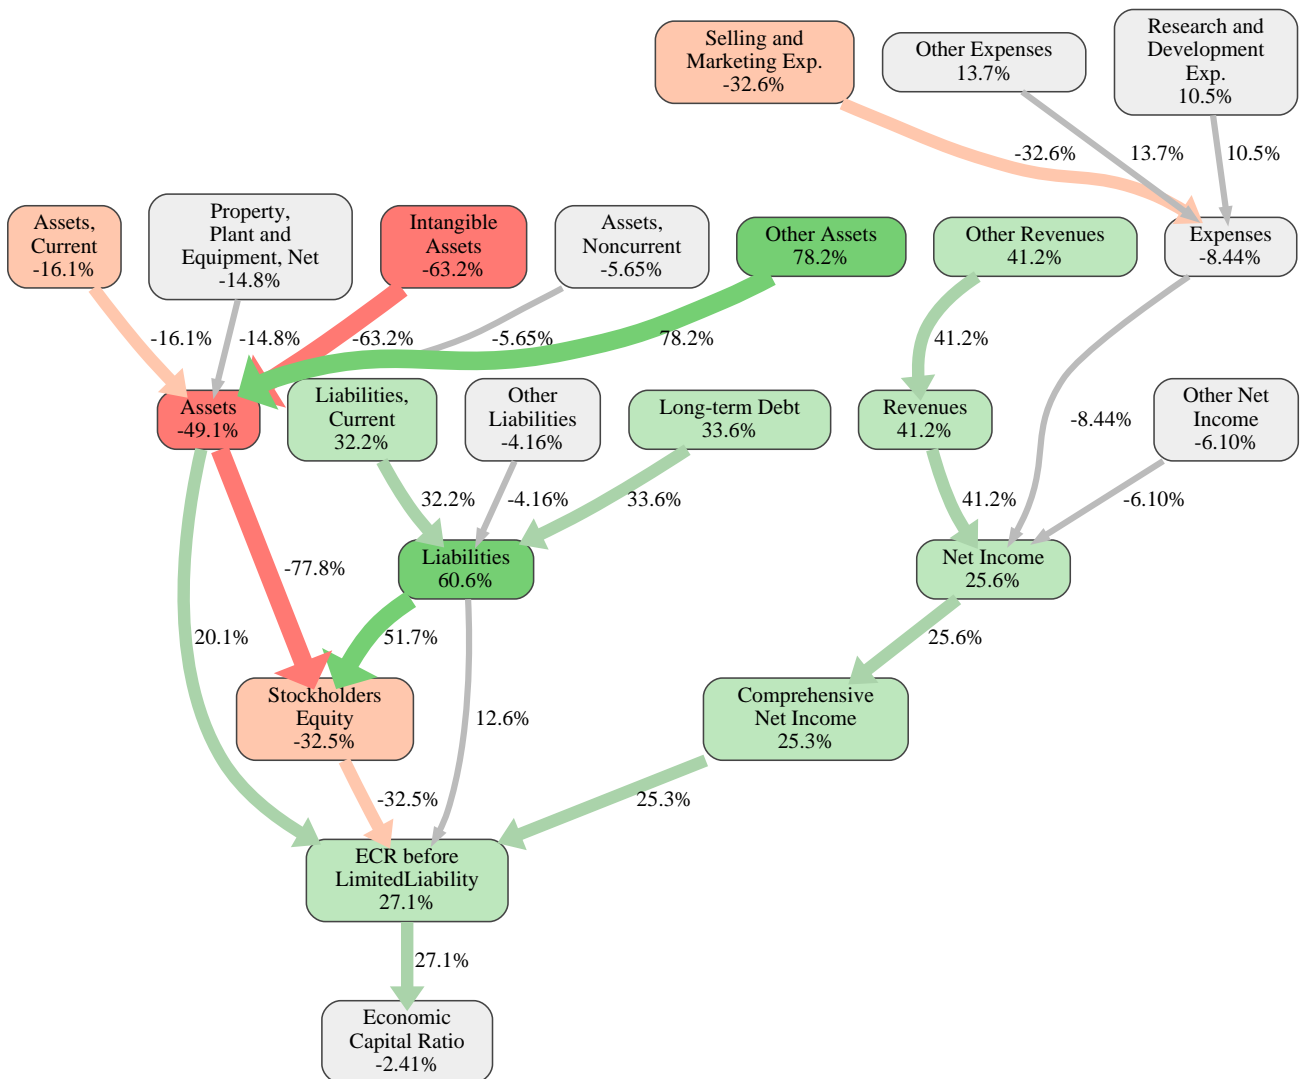 Selling and
Marketing Exp.
-32.6%
Other Expenses
13.7%
Research and
Development
Exp.
10.5%
-32.6%
13.7%
10.5%
Assets,
Current
-16.1%
Property,
Plant and
Equipment, Net
-14.8%
Intangible
Assets
-63.2%
Assets,
Noncurrent
-5.65%
Other Assets
78.2%
Other Revenues
41.2%
Expenses
-8.44%
-16.1%
-14.8%
-63.2%
-5.65%
78.2%
41.2%
Assets
-49.1%
Liabilities,
Current
32.2%
Other
Liabilities
-4.16%
Long-term Debt
33.6%
Revenues
41.2%
-8.44%
Other Net
Income
-6.10%
32.2%
-4.16%
33.6%
41.2%
-6.10%
-77.8%
Liabilities
60.6%
Net Income
25.6%
20.1%
51.7%
25.6%
Stockholders
Equity
-32.5%
12.6%
Comprehensive
Net Income
25.3%
-32.5%
25.3%
ECR before
LimitedLiability
27.1%
27.1%
Economic
Capital Ratio
-2.41%